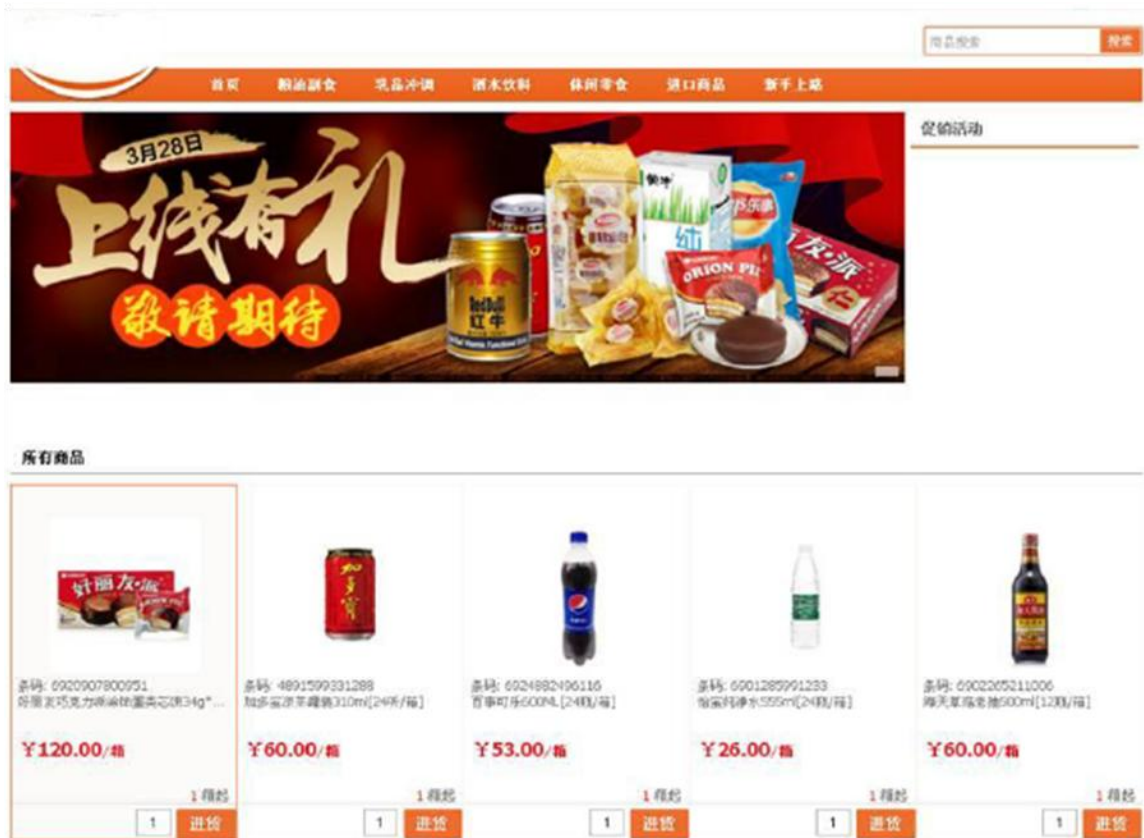 商品搜索
搜索
首页 粮油副食 乳品冲调 酒水饮料 休闲零食 进口商品 新手上路
3月28日
上线有礼
敬请期待
RedBull
红牛
蒙牛
纯
乐事
ORION PIE
友·派
仁
促销活动
所有商品
好丽友·派
加多宝
条码: 6920907800951
条码: 4891599331288
条码: 6924882496116
条码: 6901285991233
条码: 6902265211006
加多宝凉茶罐装310ml[24听/箱]
百事可乐600ML[24瓶/箱]
怡宝纯净水555ml[24瓶/箱]
海天草菇老抽500ml[12瓶/箱]
¥120.00/箱
¥60.00/箱
¥53.00/箱
¥26.00/箱
¥60.00/箱
1箱起
1箱起
1箱起
1箱起
1箱起
1 进货
1 进货
1 进货
1 进货
1 进货